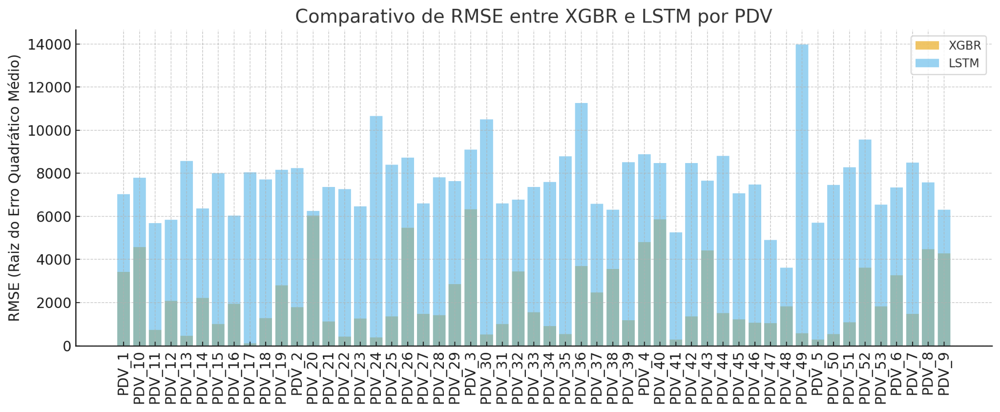 Comparativo de RMSE entre XGBR e LSTM por PDV
RMSE (Raiz do Erro Quadrático Médio)
14000
12000
10000
8000
6000
4000
2000
0
XGBR
LSTM
PDV_1
PDV_10
PDV_11
PDV_12
PDV_13
PDV_14
PDV_15
PDV_16
PDV_17
PDV_18
PDV_19
PDV_2
PDV_20
PDV_21
PDV_22
PDV_23
PDV_24
PDV_25
PDV_26
PDV_27
PDV_28
PDV_29
PDV_3
PDV_30
PDV_31
PDV_32
PDV_33
PDV_34
PDV_35
PDV_36
PDV_37
PDV_38
PDV_39
PDV_4
PDV_40
PDV_41
PDV_42
PDV_43
PDV_44
PDV_45
PDV_46
PDV_47
PDV_48
PDV_49
PDV_5
PDV_50
PDV_51
PDV_52
PDV_53
PDV_6
PDV_7
PDV_8
PDV_9